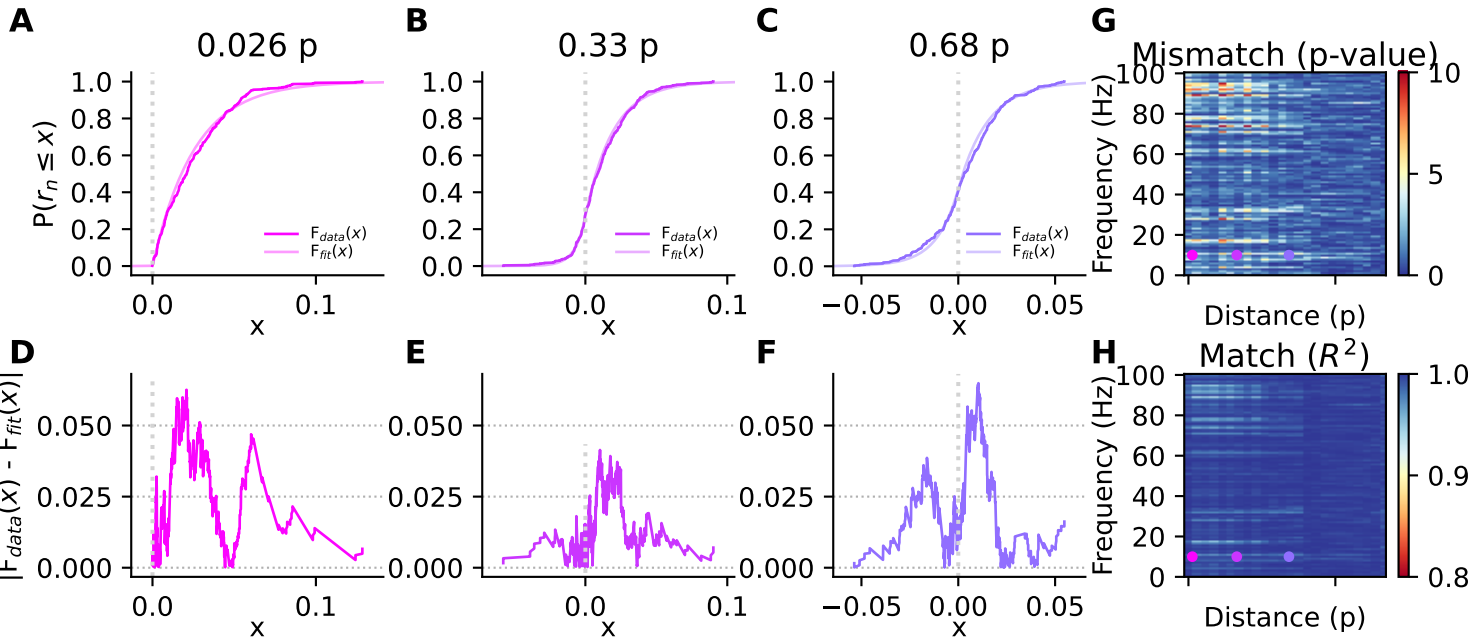 A
0.026 p
P(rₙ ≤ x)
1.0
0.8
0.6
0.4
0.2
0.0
F_data(x)
F_fit(x)
0.0
0.1
x
B
0.33 p
1.0
0.8
0.6
0.4
0.2
0.0
F_data(x)
F_fit(x)
0.0
0.1
x
C
0.68 p
1.0
0.8
0.6
0.4
0.2
0.0
F_data(x)
F_fit(x)
−0.05
0.00
0.05
x
G
Mismatch (p-value)
Frequency (Hz)
100
80
60
40
20
0
Distance (p)
10
5
0
D
|F_data(x) - F_fit(x)|
0.050
0.025
0.000
0.0
0.1
x
E
0.050
0.025
0.000
0.0
0.1
x
F
0.050
0.025
0.000
−0.05
0.00
0.05
x
H
Match (R²)
Frequency (Hz)
100
80
60
40
20
0
Distance (p)
1.0
0.9
0.8